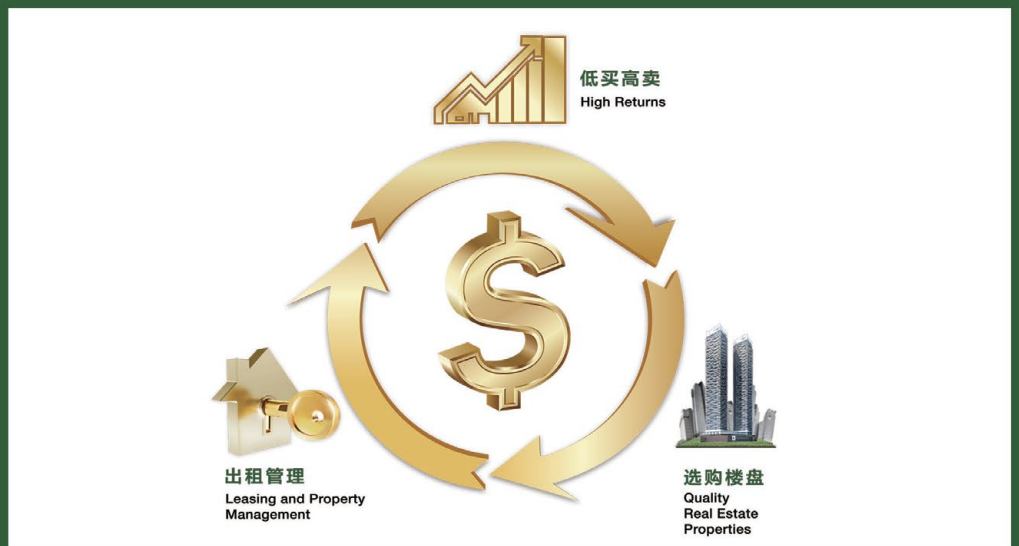 低买高卖
High Returns
出租管理
Leasing and Property
Management
选购楼盘
Quality
Real Estate
Properties